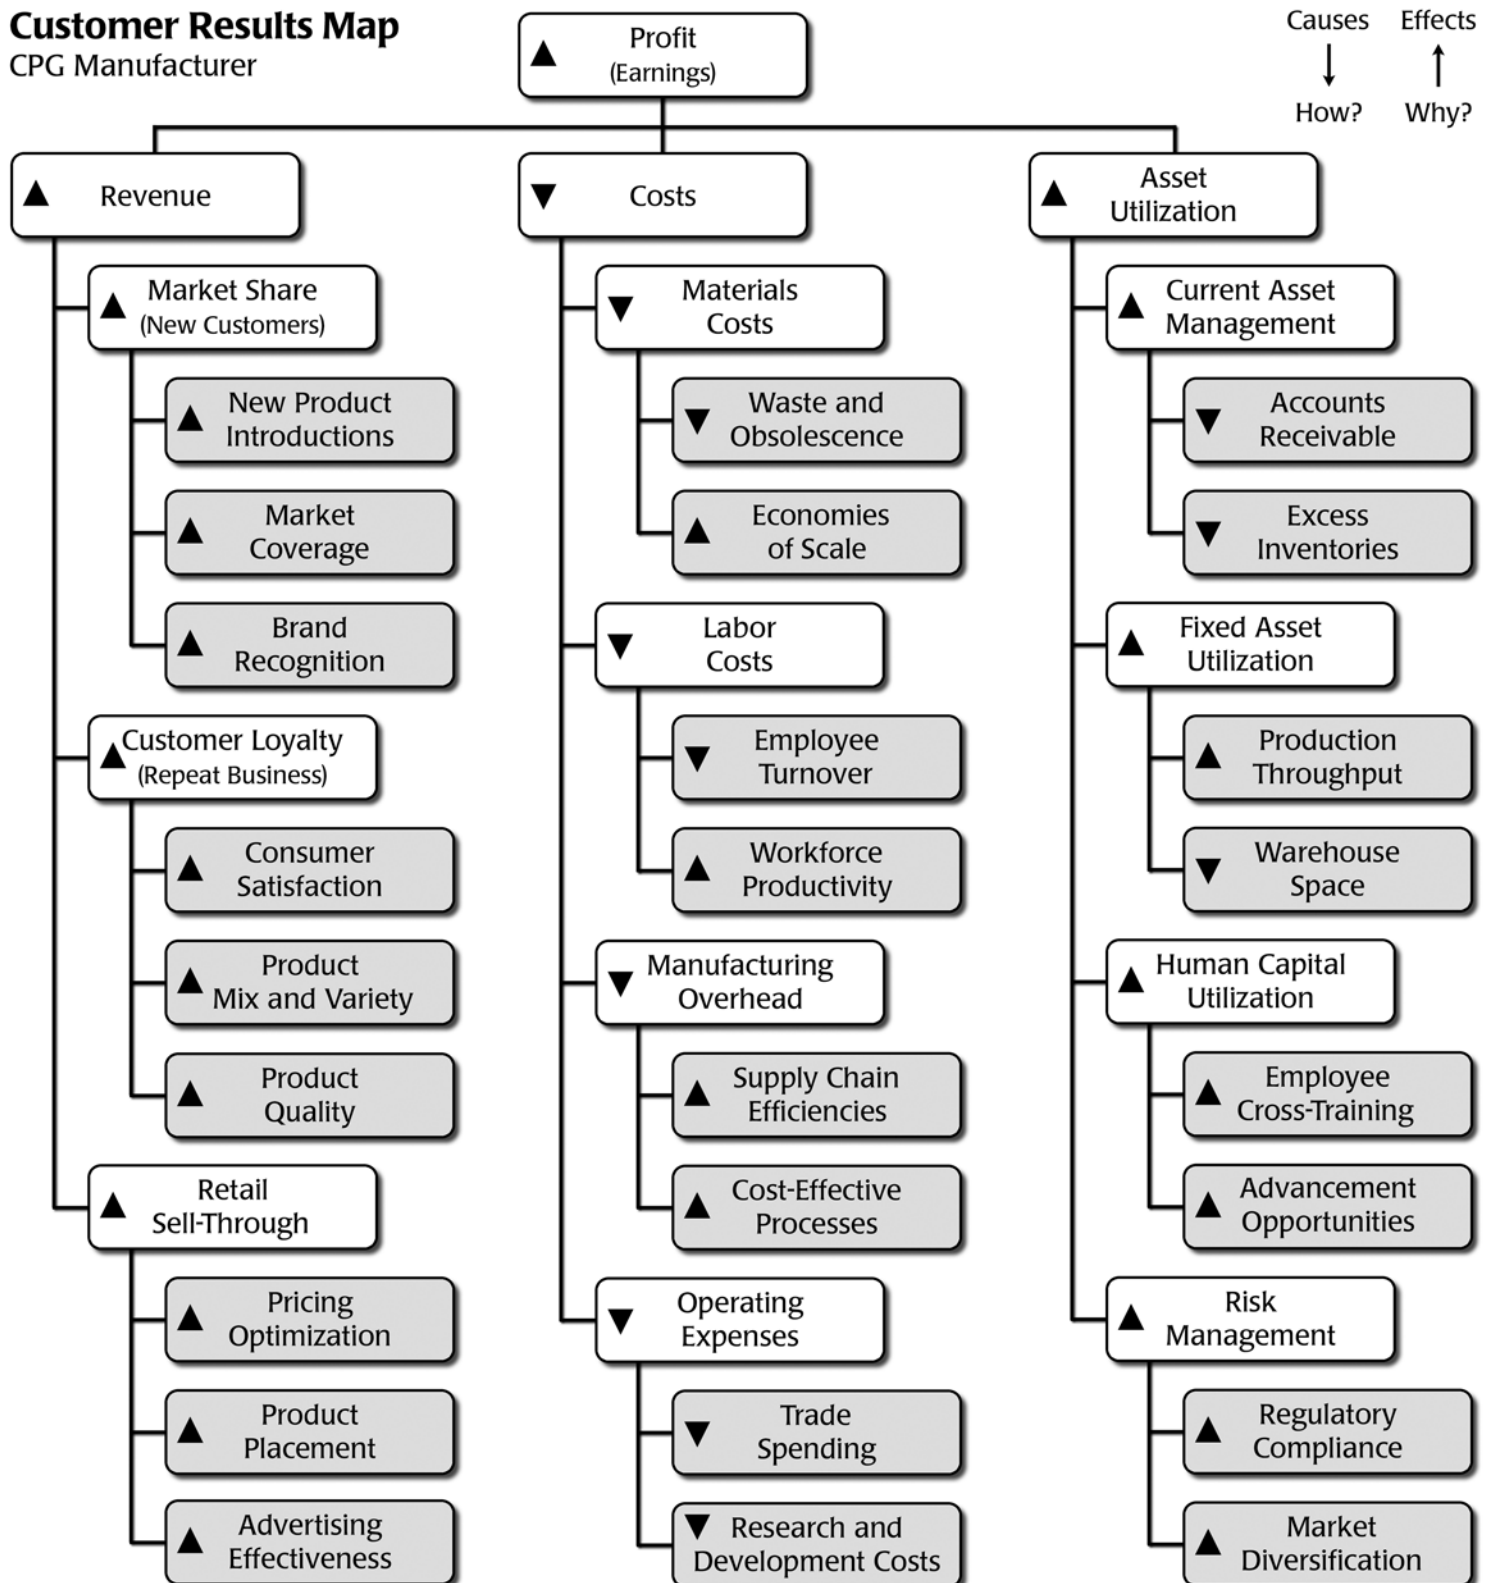 Customer Results Map
CPG Manufacturer
Causes
Effects
How?
Why?
Profit
(Earnings)
Revenue
Market Share
(New Customers)
New Product
Introductions
Market
Coverage
Brand
Recognition
Customer Loyalty
(Repeat Business)
Consumer
Satisfaction
Product
Mix and Variety
Product
Quality
Retail
Sell-Through
Pricing
Optimization
Product
Placement
Advertising
Effectiveness
Costs
Materials
Costs
Waste and
Obsolescence
Economies
of Scale
Labor
Costs
Employee
Turnover
Workforce
Productivity
Manufacturing
Overhead
Supply Chain
Efficiencies
Cost-Effective
Processes
Operating
Expenses
Trade
Spending
Research and
Development Costs
Asset
Utilization
Current Asset
Management
Accounts
Receivable
Excess
Inventories
Fixed Asset
Utilization
Production
Throughput
Warehouse
Space
Human Capital
Utilization
Employee
Cross-Training
Advancement
Opportunities
Risk
Management
Regulatory
Compliance
Market
Diversification